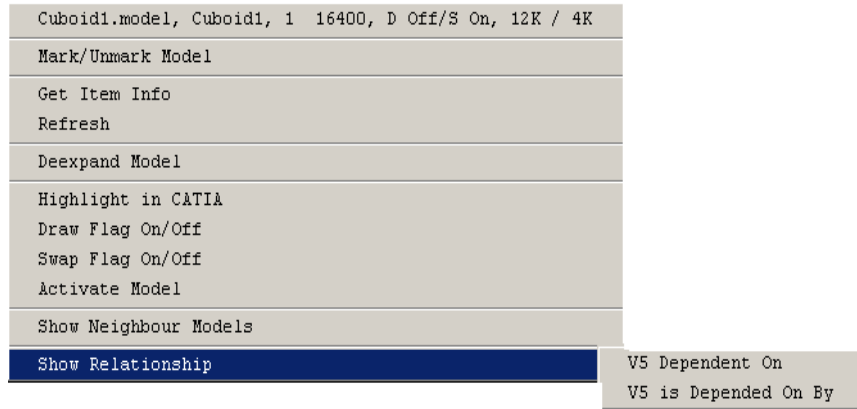 Cuboid1.model, Cuboid1, 1  16400, D Off/S On, 12K / 4K
Mark/Unmark Model
Get Item Info
Refresh
Deexpand Model
Highlight in CATIA
Draw Flag On/Off
Swap Flag On/Off
Activate Model
Show Neighbour Models
Show Relationship
V5 Dependent On
V5 is Depended On By